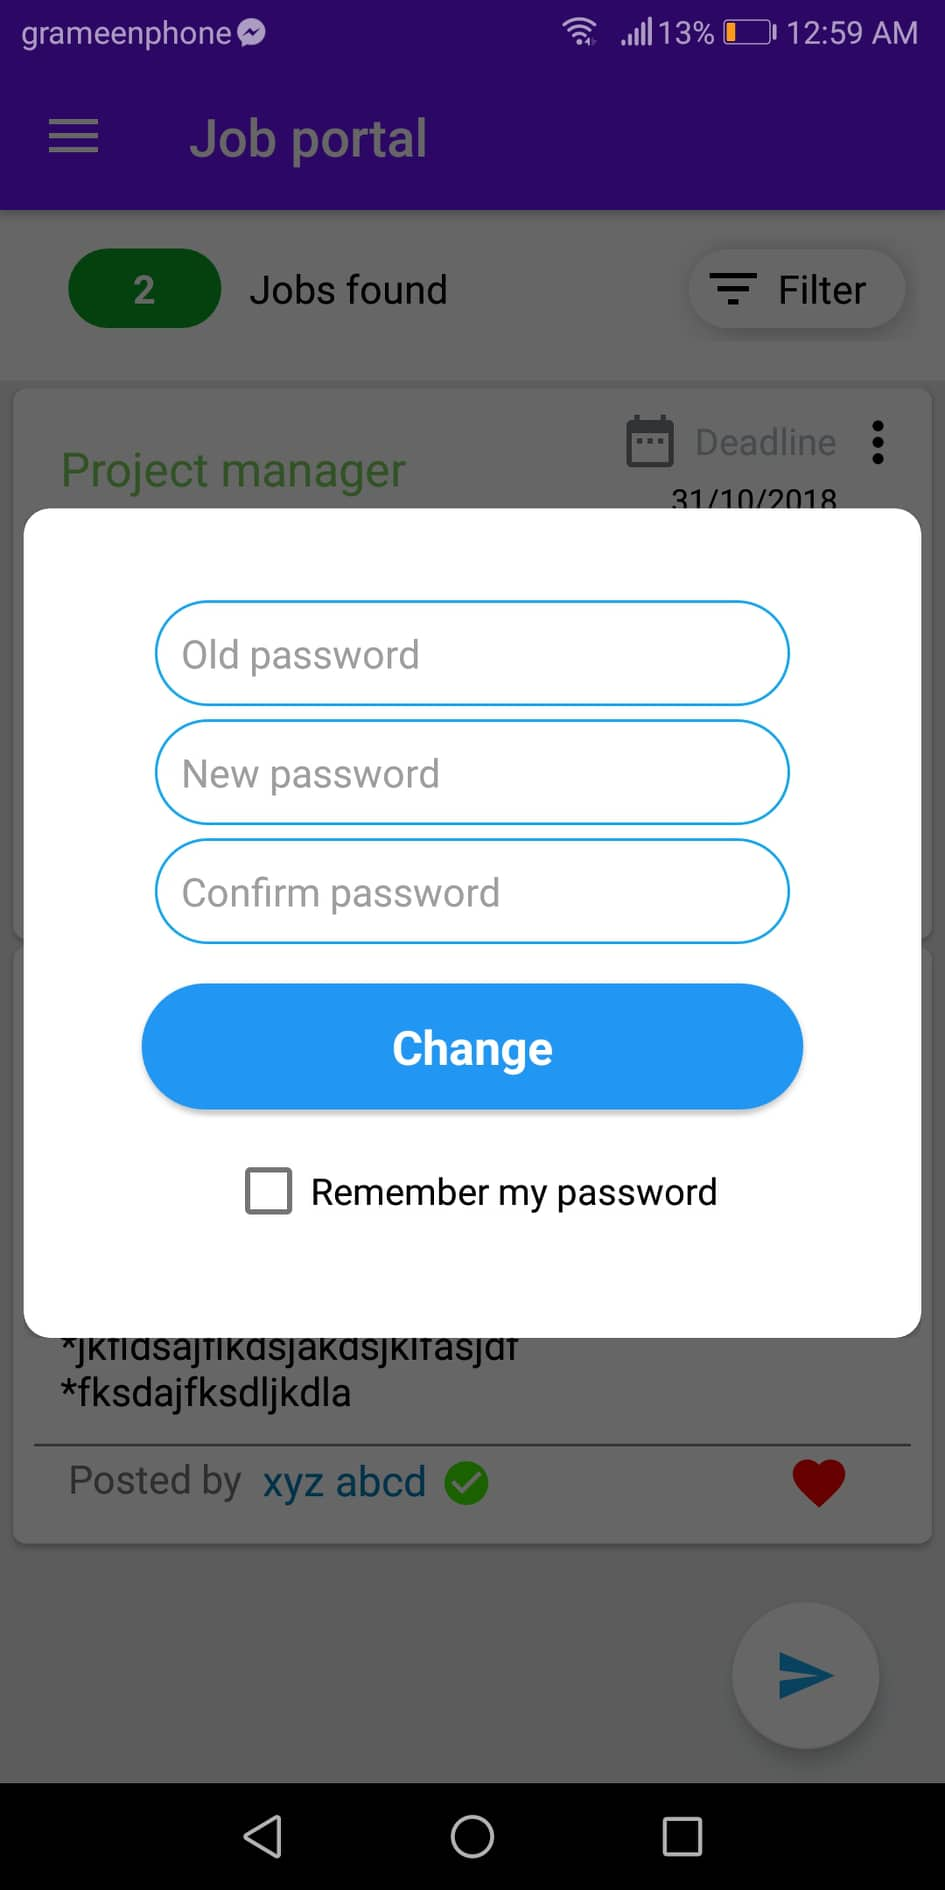 grameenphone 13% 12:59 AM
Job portal
2 Jobs found Filter
Deadline
Project manager
31/10/2018
Old password
New password
Confirm password
Change
Remember my password
*jkfldsajflkdsjakdsjklfasjdf
*fksdajfksdljkdla
Posted by xyz abcd